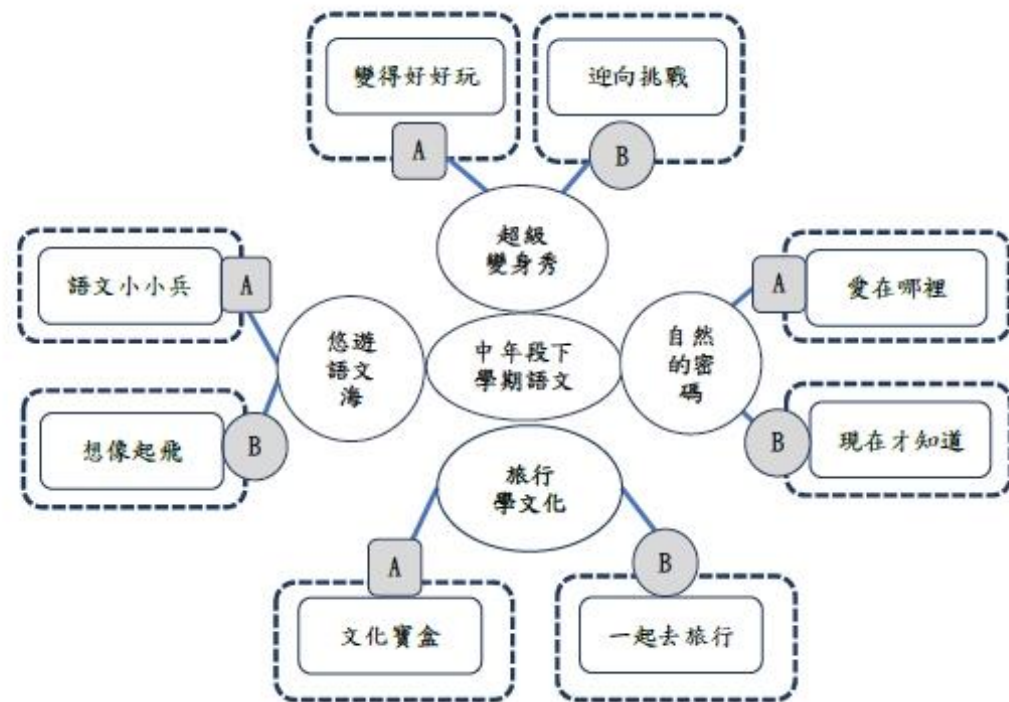 變得好好玩
迎向挑戰
A
B
超級
變身秀
語文小小兵
A
A
愛在哪裡
悠遊
語文
海
中年段下
學期語文
自然
的密
碼
想像起飛
B
B
現在才知道
旅行
學文化
A
B
文化寶盒
一起去旅行